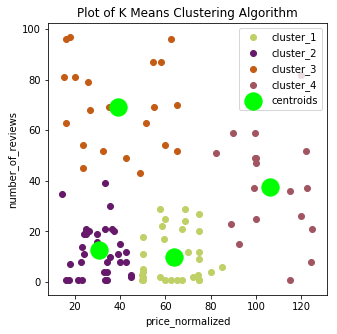 Plot of K Means Clustering Algorithm
cluster_1
cluster_2
cluster_3
cluster_4
centroids
number_of_reviews
100
80
60
40
20
0
20
40
60
80
100
120
price_normalized